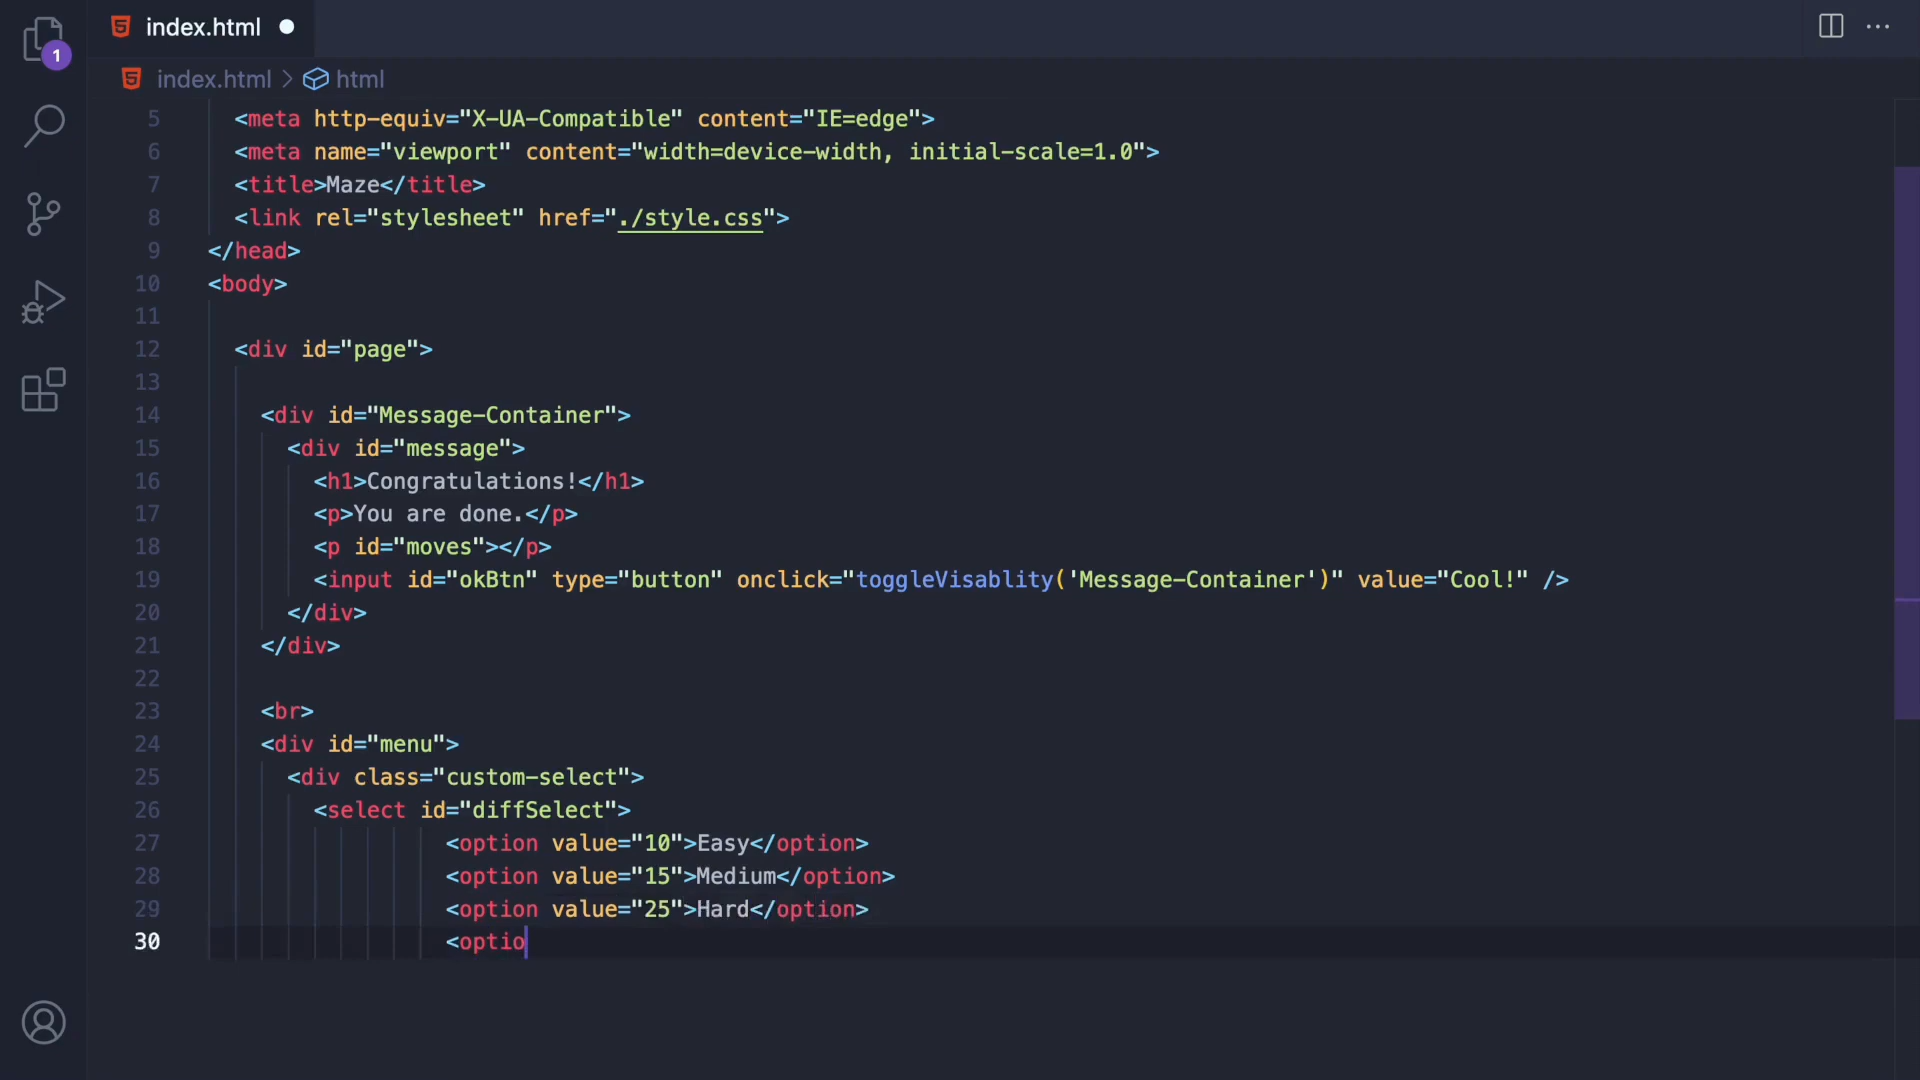 index.html
1
index.html > html
5 <meta http-equiv="X-UA-Compatible" content="IE=edge">
6 <meta name="viewport" content="width=device-width, initial-scale=1.0">
7 <title>Maze</title>
8 <link rel="stylesheet" href="./style.css">
9 </head>
10 <body>
11
12 <div id="page">
13
14 <div id="Message-Container">
15 <div id="message">
16 <h1>Congratulations!</h1>
17 <p>You are done.</p>
18 <p id="moves"></p>
19 <input id="okBtn" type="button" onclick="toggleVisablity('Message-Container')" value="Cool!" />
20 </div>
21 </div>
22
23 <br>
24 <div id="menu">
25 <div class="custom-select">
26 <select id="diffSelect">
27 <option value="10">Easy</option>
28 <option value="15">Medium</option>
29 <option value="25">Hard</option>
30 <optio